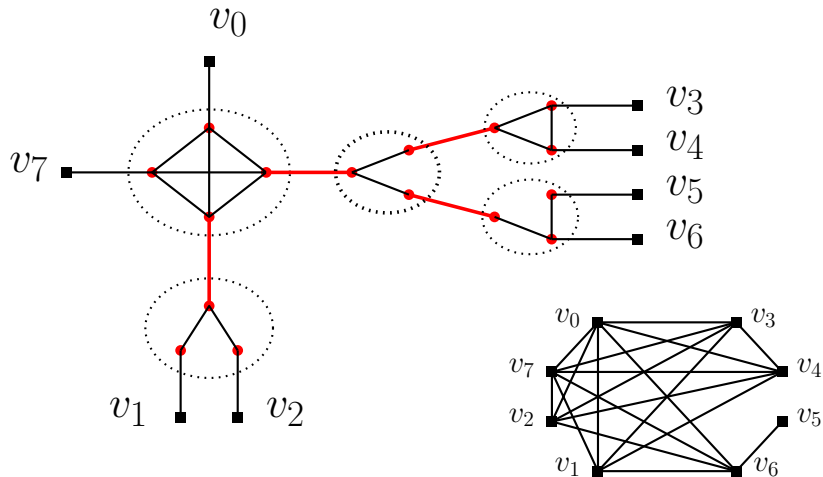 v₀
v₇
v₃
v₄
v₅
v₆
v₁ v₂
v₀ v₃
v₇ v₄
v₂ v₅
v₁ v₆